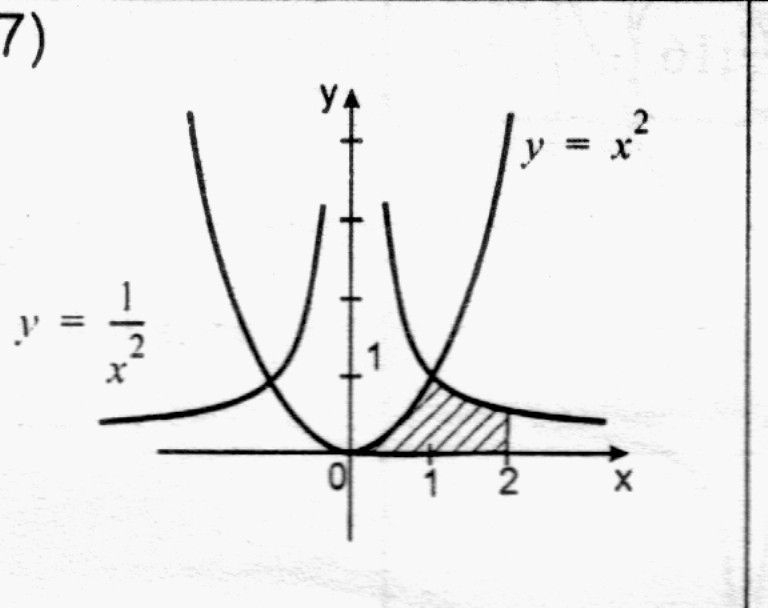 7)
y
y = x²
y = 1/x²
1
0 1 2 x